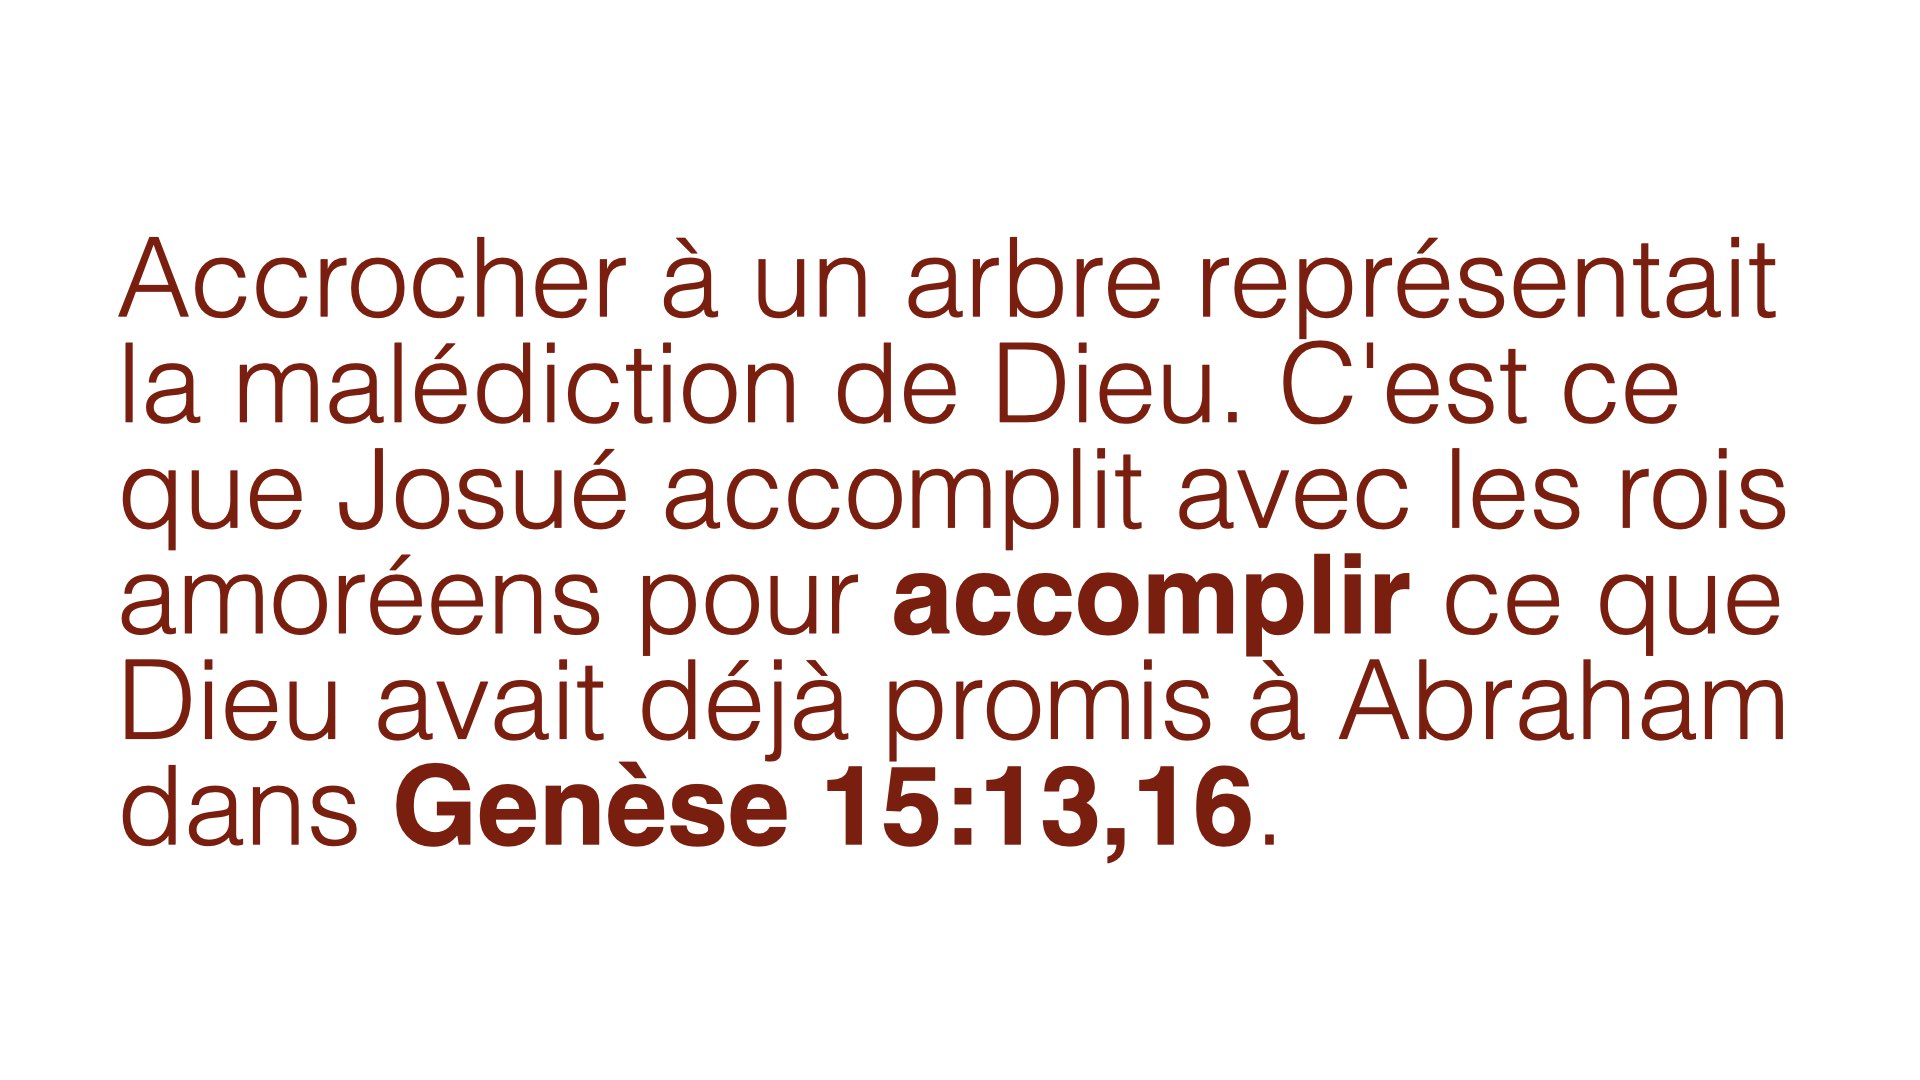 Accrocher à un arbre représentait
la malédiction de Dieu. C'est ce
que Josué accomplit avec les rois
amoréens pour accomplir ce que
Dieu avait déjà promis à Abraham
dans Genèse 15:13,16.